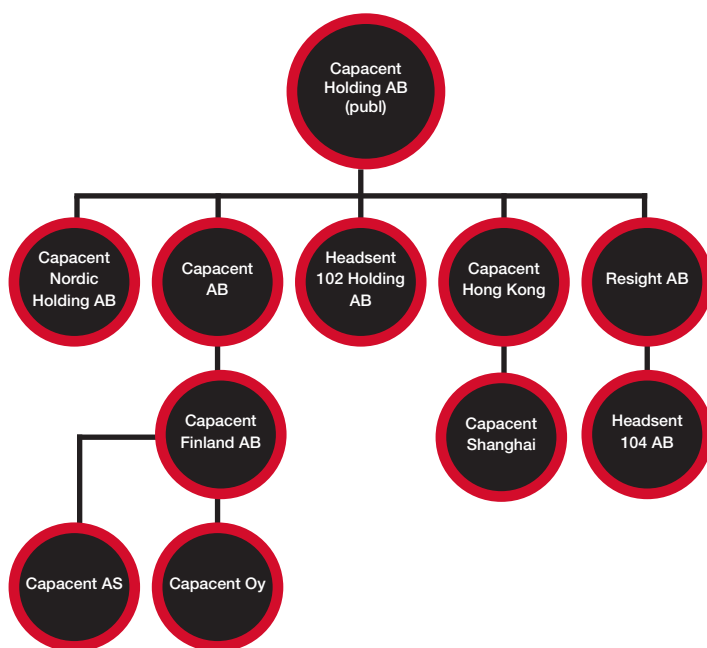 Capacent
Holding AB
(publ)
Capacent
Nordic
Holding AB
Capacent
AB
Headsent
102 Holding
AB
Capacent
Hong Kong
Resight AB
Capacent
Finland AB
Capacent
Shanghai
Headsent
104 AB
Capacent AS
Capacent Oy